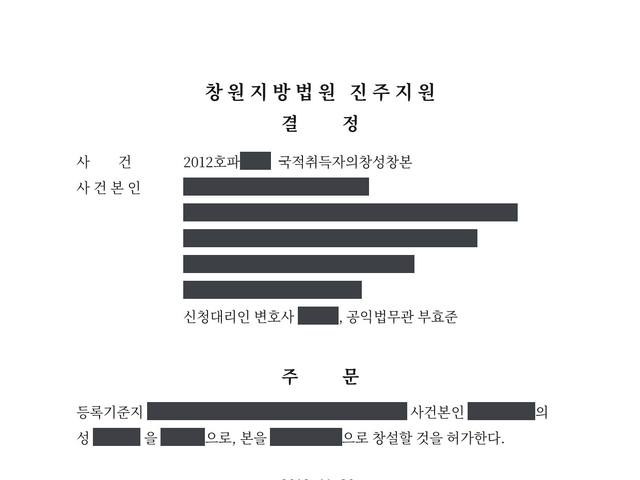 창원지방법원 진주지원
결 정
사 건 2012호파 국적취득자의창성창본
사건본인
신청대리인 변호사 , 공익법무관 부효준
주 문
등록기준지 사건본인 의
성 을 으로, 본을 으로 창설할 것을 허가한다.